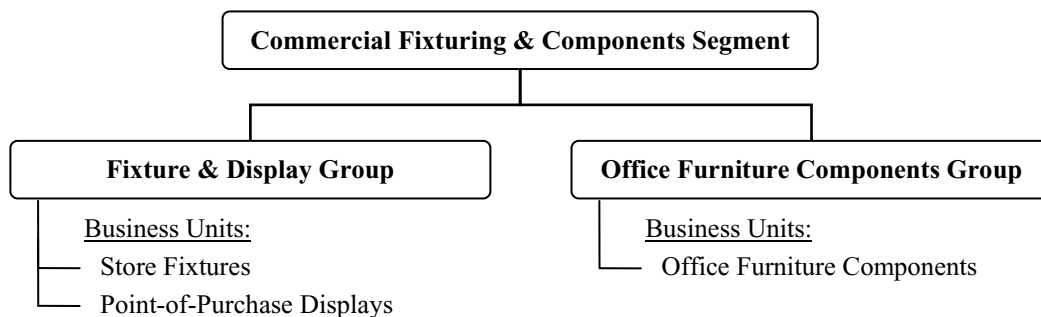 Commercial Fixturing & Components Segment
Fixture & Display Group
Business Units:
Store Fixtures
Point-of-Purchase Displays
Office Furniture Components Group
Business Units:
Office Furniture Components